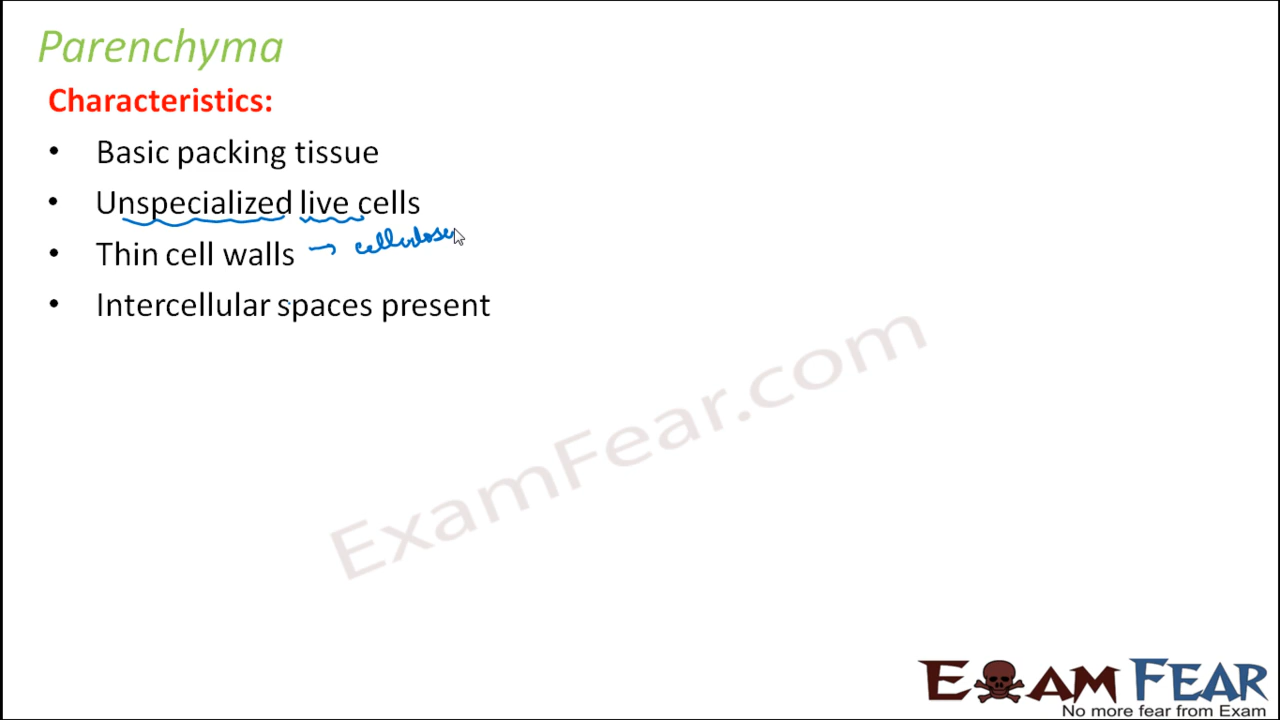 Parenchyma
Characteristics:
• Basic packing tissue
• Unspecialized live cells
• Thin cell walls → cellulose
• Intercellular spaces present
ExamFear.com
EXAM FEAR
No more fear from Exam